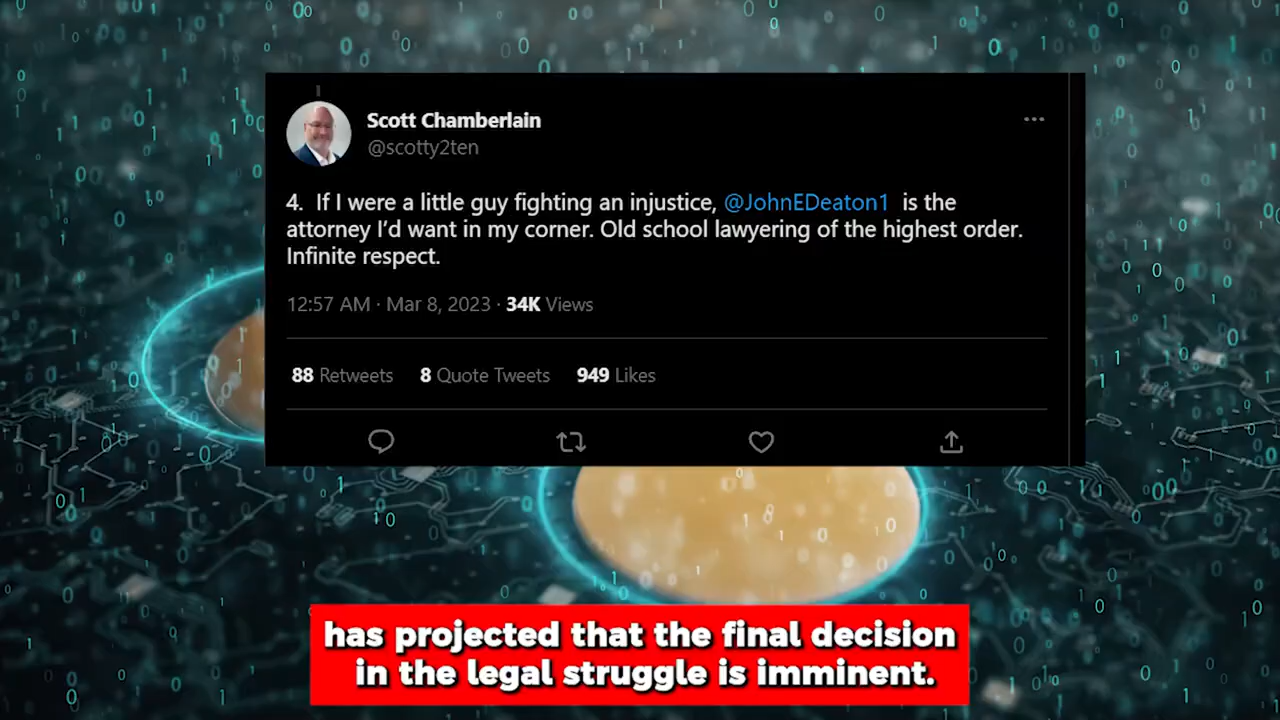 Scott Chamberlain
@scotty2ten
4. If I were a little guy fighting an injustice, @JohnEDeaton1 is the
attorney I'd want in my corner. Old school lawyering of the highest order.
Infinite respect.
12:57 AM · Mar 8, 2023 · 34K Views
88 Retweets 8 Quote Tweets 949 Likes
has projected that the final decision
in the legal struggle is imminent.